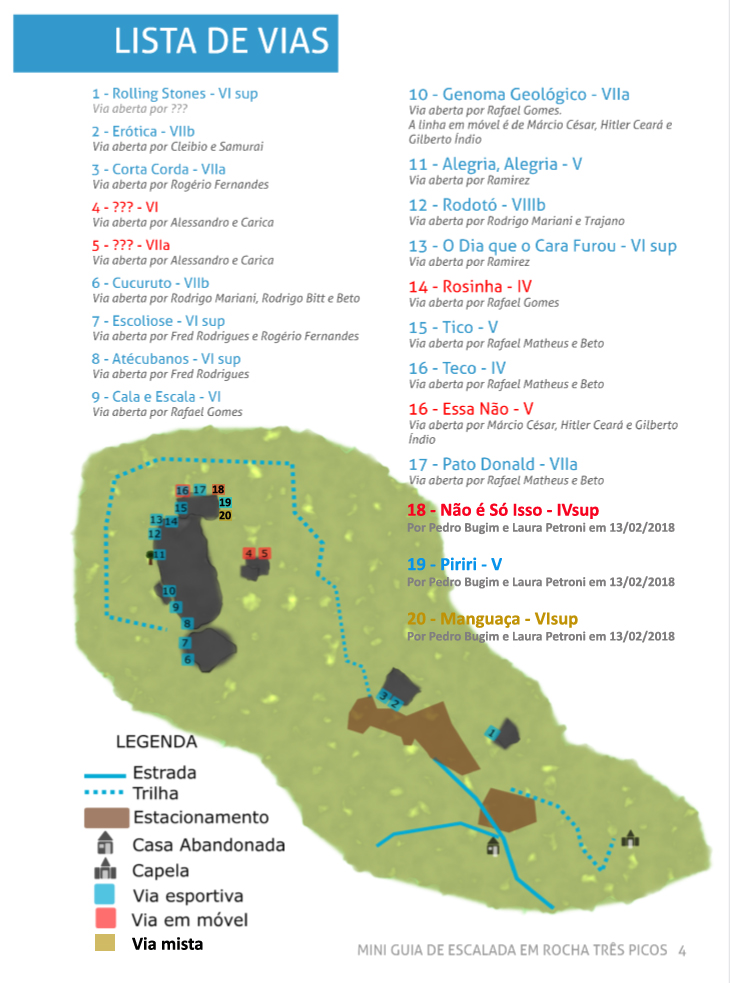 LISTA DE VIAS
1 - Rolling Stones - VI sup
Via aberta por ???
2 - Erótica - VIIb
Via aberta por Cleibio e Samurai
3 - Corta Corda - VIIa
Via aberta por Rogério Fernandes
4 - ??? - VI
Via aberta por Alessandro e Carica
5 - ??? - VIIa
Via aberta por Alessandro e Carica
6 - Cucuruto - VIIb
Via aberta por Rodrigo Mariani, Rodrigo Bitt e Beto
7 - Escoliose - VI sup
Via aberta por Fred Rodrigues e Rogério Fernandes
8 - Atécubanos - VI sup
Via aberta por Fred Rodrigues
9 - Cala e Escala - VI
Via aberta por Rafael Gomes
10 - Genoma Geológico - VIIa
Via aberta por Rafael Gomes.
A linha em móvel é de Márcio César, Hitler Ceará e
Gilberto Índio
11 - Alegria, Alegria - V
Via aberta por Ramirez
12 - Rodotó - VIIIb
Via aberta por Rodrigo Mariani e Trajano
13 - O Dia que o Cara Furou - VI sup
Via aberta por Ramirez
14 - Rosinha - IV
Via aberta por Rafael Gomes
15 - Tico - V
Via aberta por Rafael Matheus e Beto
16 - Teco - IV
Via aberta por Rafael Matheus e Beto
16 - Essa Não - V
Via aberta por Márcio César, Hitler Ceará e Gilberto
Índio
17 - Pato Donald - VIIa
Via aberta por Rafael Matheus e Beto
18 - Não é Só Isso - IVsup
Por Pedro Bugim e Laura Petroni em 13/02/2018
19 - Piriri - V
Por Pedro Bugim e Laura Petroni em 13/02/2018
20 - Manguaça - VIsup
Por Pedro Bugim e Laura Petroni em 13/02/2018
16 17 18
19
15
20
13 14
12
11
4 5
10
9
8
7
6
3 2
1
LEGENDA
Estrada
Trilha
Estacionamento
Casa Abandonada
Capela
Via esportiva
Via em móvel
Via mista
MINI GUIA DE ESCALADA EM ROCHA TRÊS PICOS 4